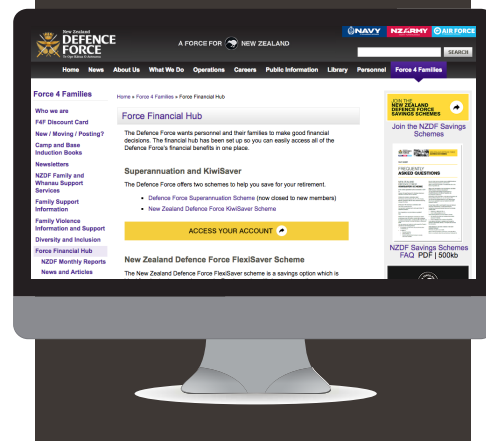 New Zealand
DEFENCE
FORCE
Te Ope Kātua o Aotearoa
A FORCE FOR NEW ZEALAND
NAVY
NZARMY
AIR FORCE
SEARCH
Home News About Us What We Do Operations Careers Public Information Library Personnel Force 4 Families
Force 4 Families
Who we are
F4F Discount Card
New / Moving / Posting?
Camp and Base
Induction Books
Newsletters
NZDF Family and
Whanau Support
Services
Family Support
Information
Family Violence
Information and Support
Diversity and Inclusion
Force Financial Hub
NZDF Monthly Reports
News and Articles
Home » Force 4 Families » Force Financial Hub
Force Financial Hub
The Defence Force wants personnel and their families to make good financial
decisions. The financial hub has been set up so you can easily access all of the
Defence Force's financial benefits in one place.
Superannuation and KiwiSaver
The Defence Force offers two schemes to help you save for your retirement.
• Defence Force Superannuation Scheme (now closed to new members)
• New Zealand Defence Force KiwiSaver Scheme
ACCESS YOUR ACCOUNT
New Zealand Defence Force FlexiSaver Scheme
The New Zealand Defence Force FlexiSaver scheme is a savings option which is
JOIN THE
NEW ZEALAND
DEFENCE FORCE
SAVINGS SCHEMES
Join the NZDF Savings
Schemes
FREQUENTLY
ASKED QUESTIONS
NZDF Savings Schemes
FAQ PDF | 500kb